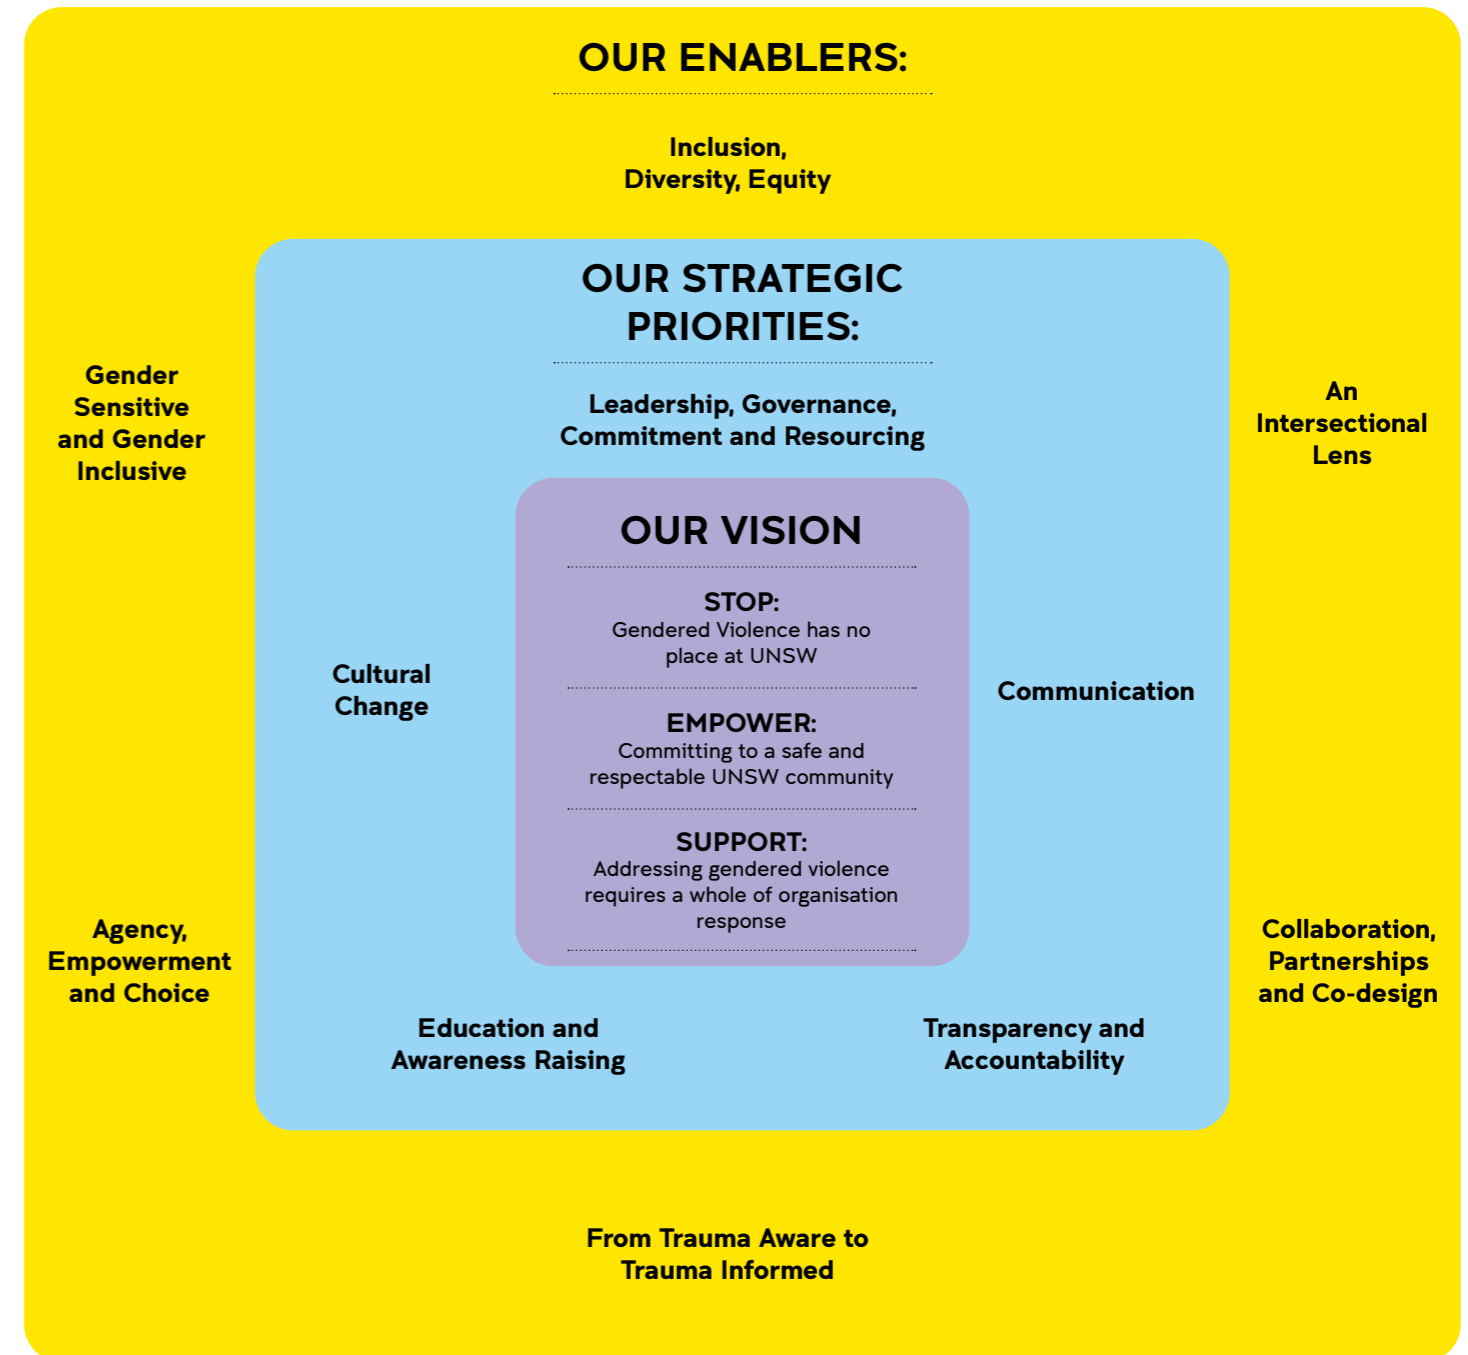 OUR ENABLERS:
Inclusion,
Diversity, Equity
Gender
Sensitive
and Gender
Inclusive
An
Intersectional
Lens
Agency,
Empowerment
and Choice
Collaboration,
Partnerships
and Co-design
From Trauma Aware to
Trauma Informed
OUR STRATEGIC
PRIORITIES:
Leadership, Governance,
Commitment and Resourcing
Cultural
Change
Communication
Education and
Awareness Raising
Transparency and
Accountability
OUR VISION
STOP:
Gendered Violence has no
place at UNSW
EMPOWER:
Committing to a safe and
respectable UNSW community
SUPPORT:
Addressing gendered violence
requires a whole of organisation
response